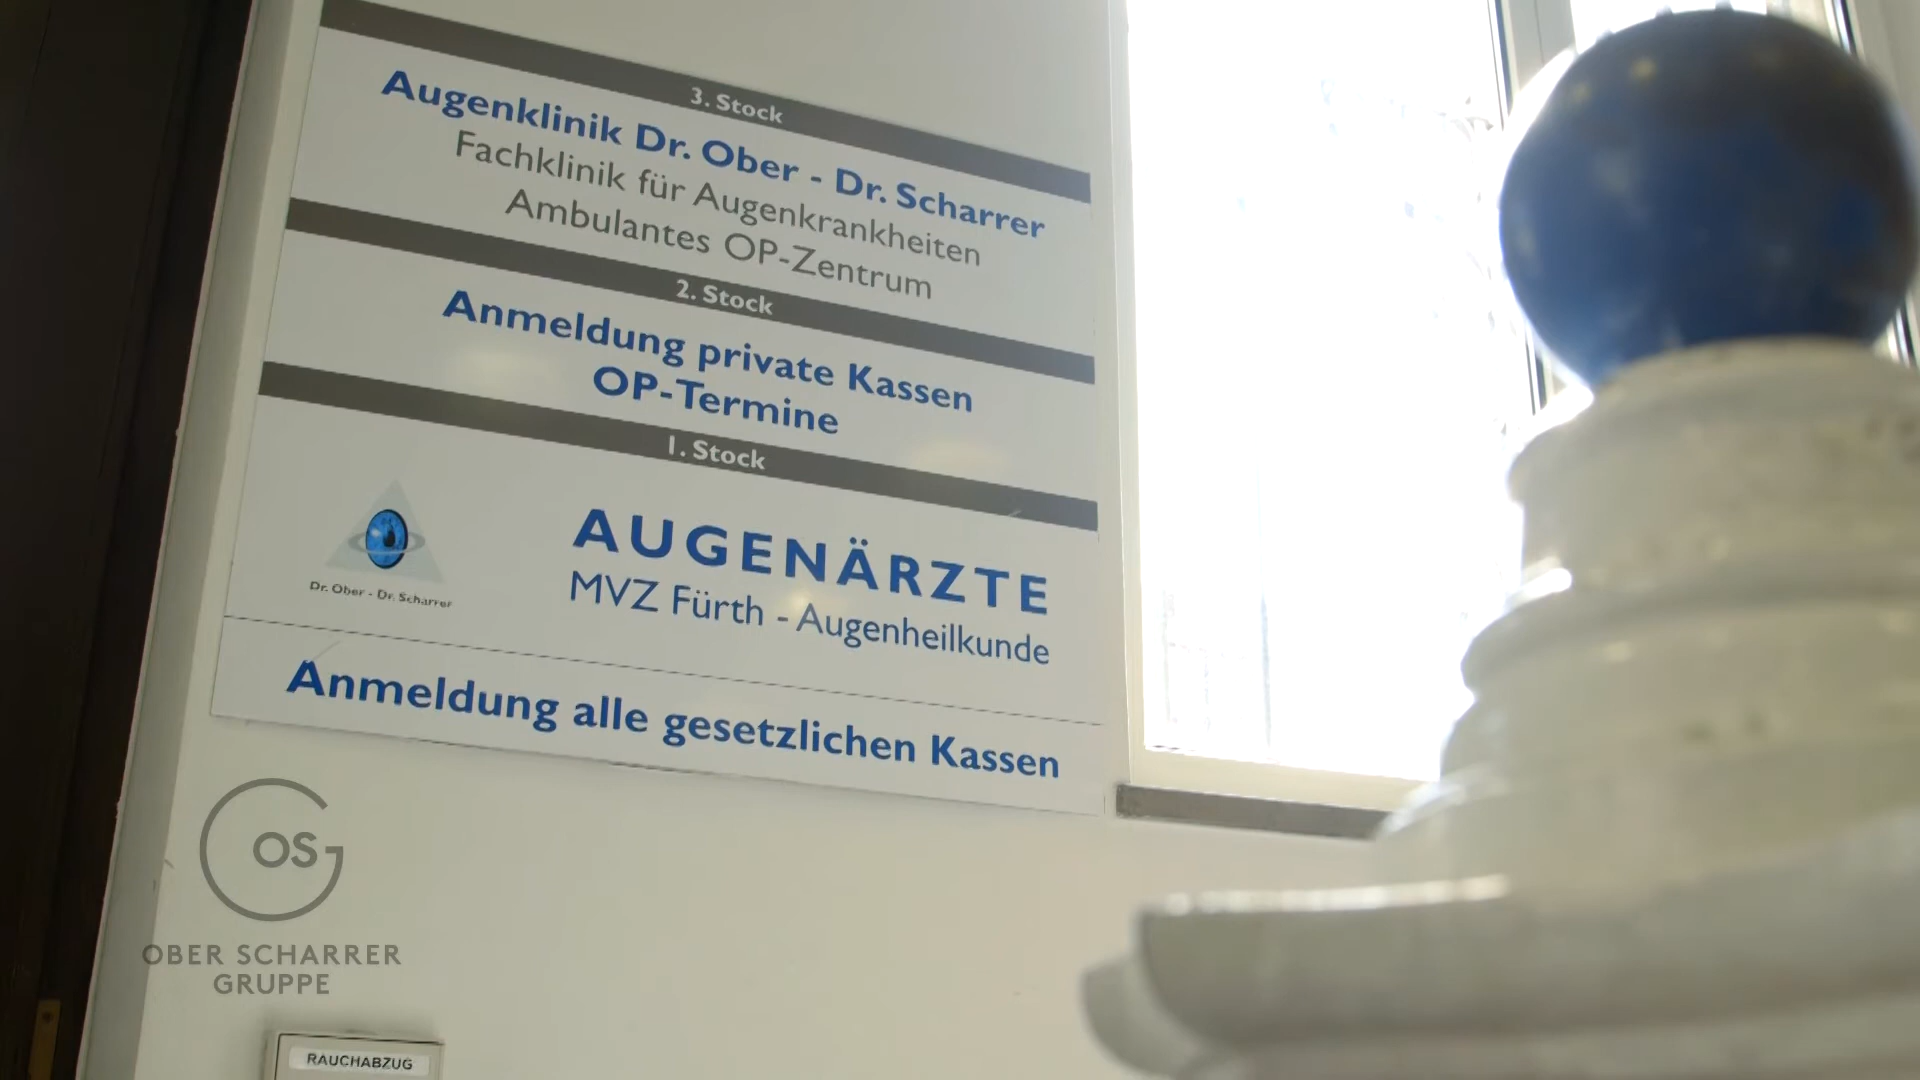 3. Stock
Augenklinik Dr. Ober - Dr. Scharrer
Fachklinik für Augenkrankheiten
Ambulantes OP-Zentrum
2. Stock
Anmeldung private Kassen
OP-Termine
1. Stock
Dr. Ober - Dr. Scharrer
AUGENÄRZTE
MVZ Fürth - Augenheilkunde
Anmeldung alle gesetzlichen Kassen
OSG
OBER SCHARRER
GRUPPE
RAUCHABZUG